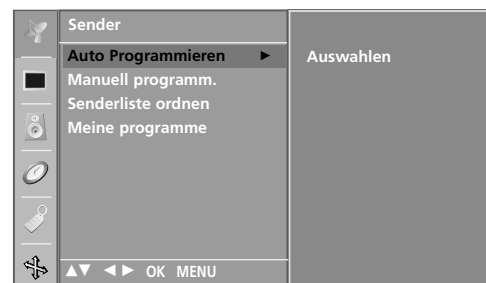 Sender
Auto Programmieren ► Auswahlen
Manuell programm.
Senderliste ordnen
Meine programme
▲▼ ◄► OK MENU